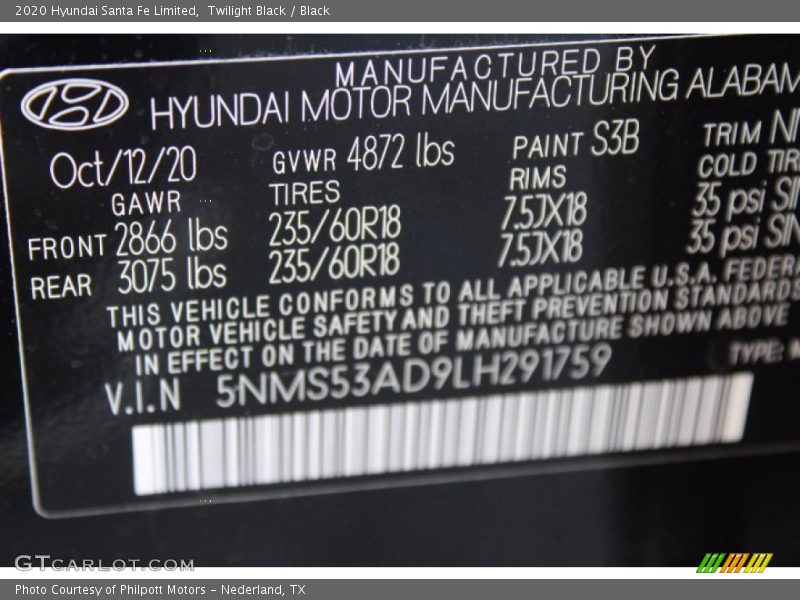 2020 Hyundai Santa Fe Limited, Twilight Black / Black
MANUFACTURED BY
HYUNDAI MOTOR MANUFACTURING ALABAM
Oct/12/20 GVWR 4872 lbs PAINT S3B TRIM
GAWR TIRES RIMS COLD TIR
FRONT 2866 lbs 235/60R18 7.5JX18 35 psi SIN
REAR 3075 lbs 235/60R18 7.5JX18 35 psi SIN
THIS VEHICLE CONFORMS TO ALL APPLICABLE U.S.A. FEDERA
MOTOR VEHICLE SAFETY AND THEFT PREVENTION STANDARDS
IN EFFECT ON THE DATE OF MANUFACTURE SHOWN ABOVE
V.I.N 5NMS53AD9LH291759 TYPE:
GTCARLOT.COM
Photo Courtesy of Philpott Motors - Nederland, TX